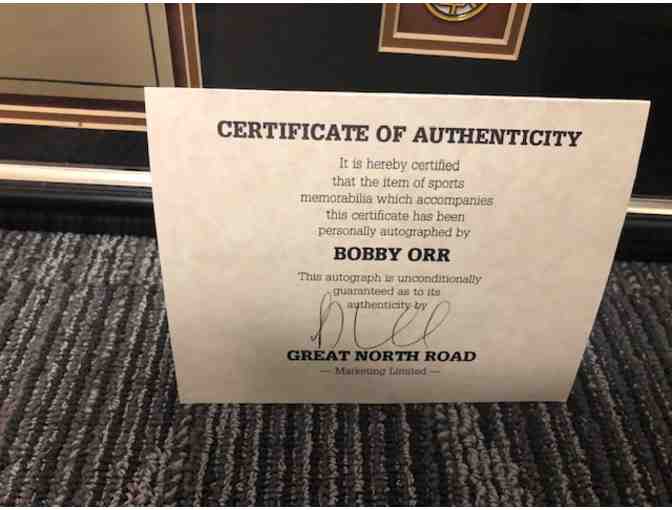 CERTIFICATE OF AUTHENTICITY
It is hereby certified
that the item of sports
memorabilia which accompanies
this certificate has been
personally autographed by
BOBBY ORR
This autograph is unconditionally
guaranteed as to its
authenticity by
GREAT NORTH ROAD
— Marketing Limited —